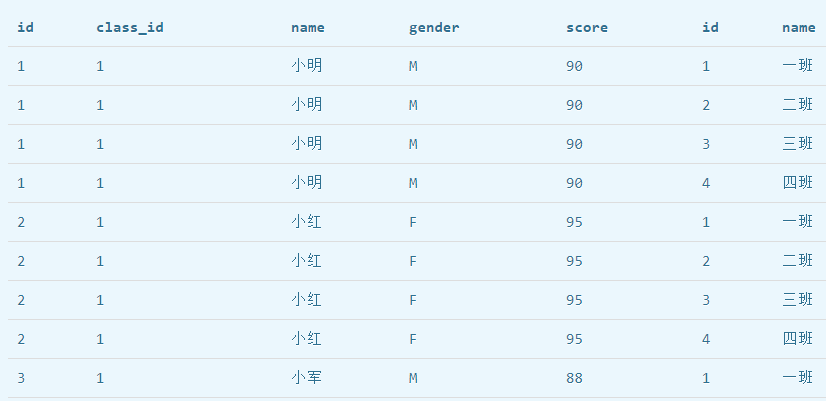 id class_id name gender score id name
1 1 小明 M 90 1 一班
1 1 小明 M 90 2 二班
1 1 小明 M 90 3 三班
1 1 小明 M 90 4 四班
2 1 小红 F 95 1 一班
2 1 小红 F 95 2 二班
2 1 小红 F 95 3 三班
2 1 小红 F 95 4 四班
3 1 小军 M 88 1 一班